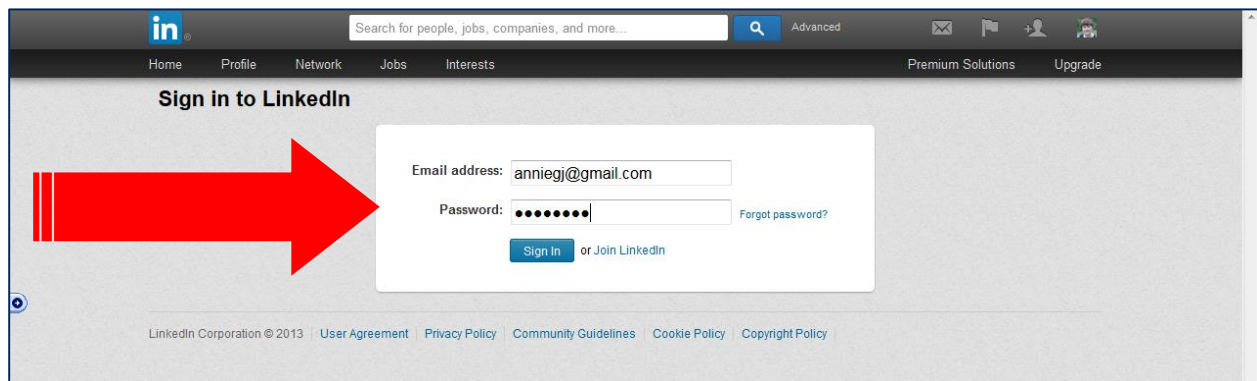 in®
Search for people, jobs, companies, and more...
Advanced
Home Profile Network Jobs Interests Premium Solutions Upgrade
Sign in to LinkedIn
Email address: anniegj@gmail.com
Password: ●●●●●●●● Forgot password?
Sign In or Join LinkedIn
LinkedIn Corporation © 2013 User Agreement Privacy Policy Community Guidelines Cookie Policy Copyright Policy